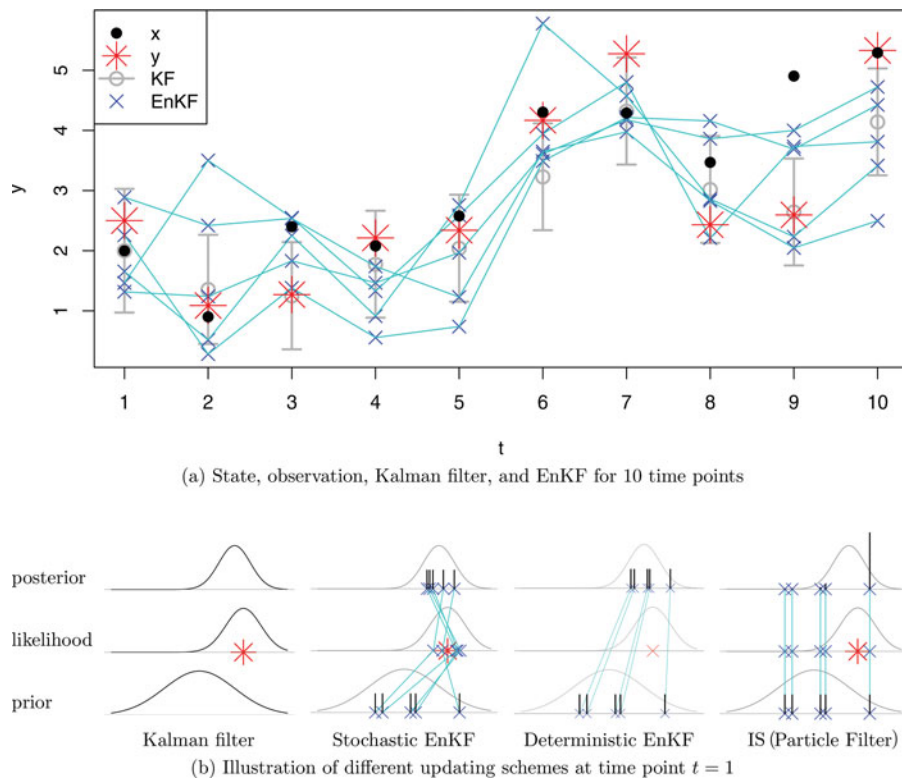 x
y
KF
EnKF
y
5
4
3
2
1
1 2 3 4 5 6 7 8 9 10
t
(a) State, observation, Kalman filter, and EnKF for 10 time points
posterior
likelihood
prior
Kalman filter Stochastic EnKF Deterministic EnKF IS (Particle Filter)
(b) Illustration of different updating schemes at time point t = 1